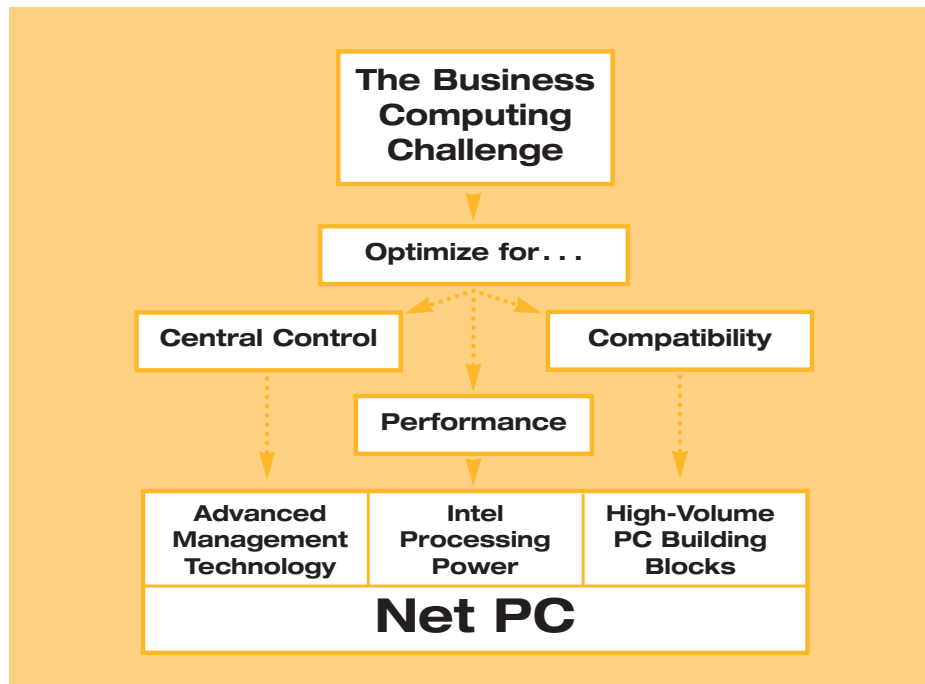 The Business
Computing
Challenge
Optimize for...
Central Control
Compatibility
Performance
Advanced
Management
Technology
Intel
Processing
Power
High-Volume
PC Building
Blocks
Net PC